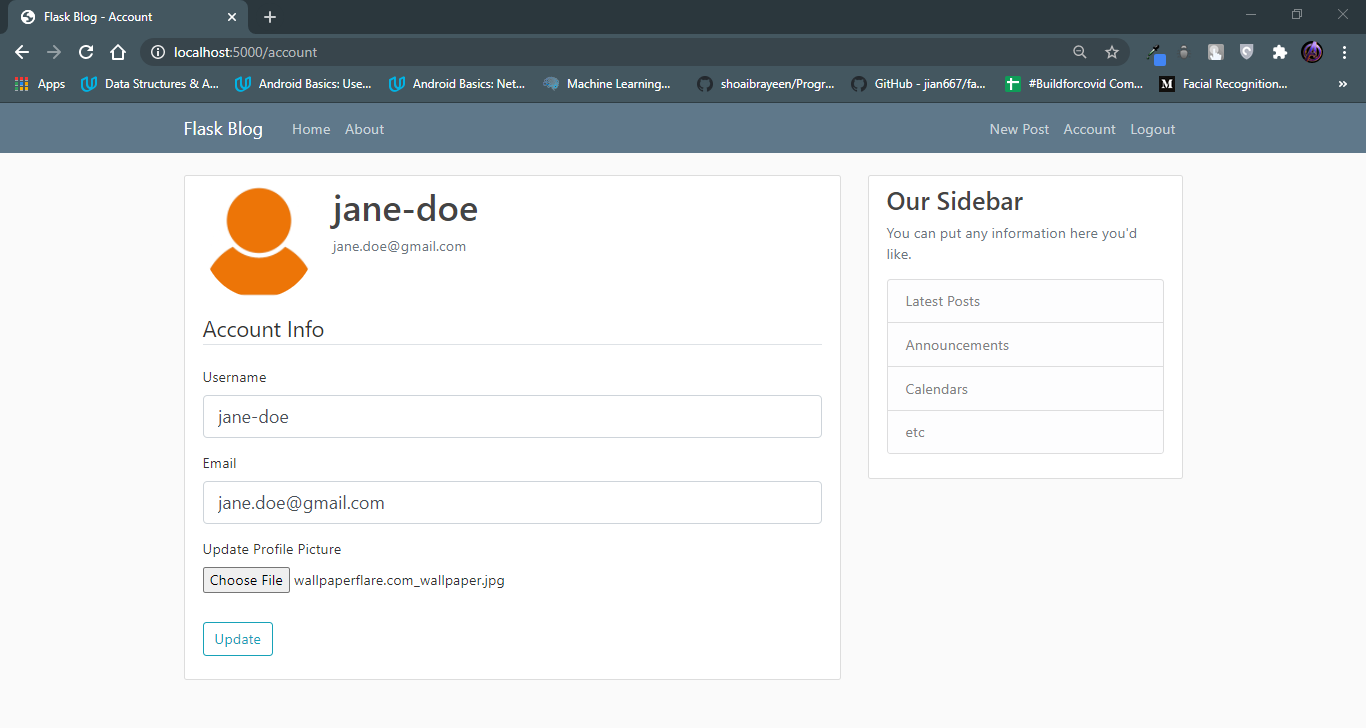 Flask Blog - Account
localhost:5000/account
Apps Data Structures & A... Android Basics: Use... Android Basics: Net... Machine Learning... shoaibrayeen/Progr... GitHub - jian667/fa... #Buildforcovid Com... Facial Recognition... »
Flask Blog Home About New Post Account Logout
jane-doe
jane.doe@gmail.com
Account Info
Username
jane-doe
Email
jane.doe@gmail.com
Update Profile Picture
Choose File wallpaperflare.com_wallpaper.jpg
Update
Our Sidebar
You can put any information here you'd
like.
Latest Posts
Announcements
Calendars
etc